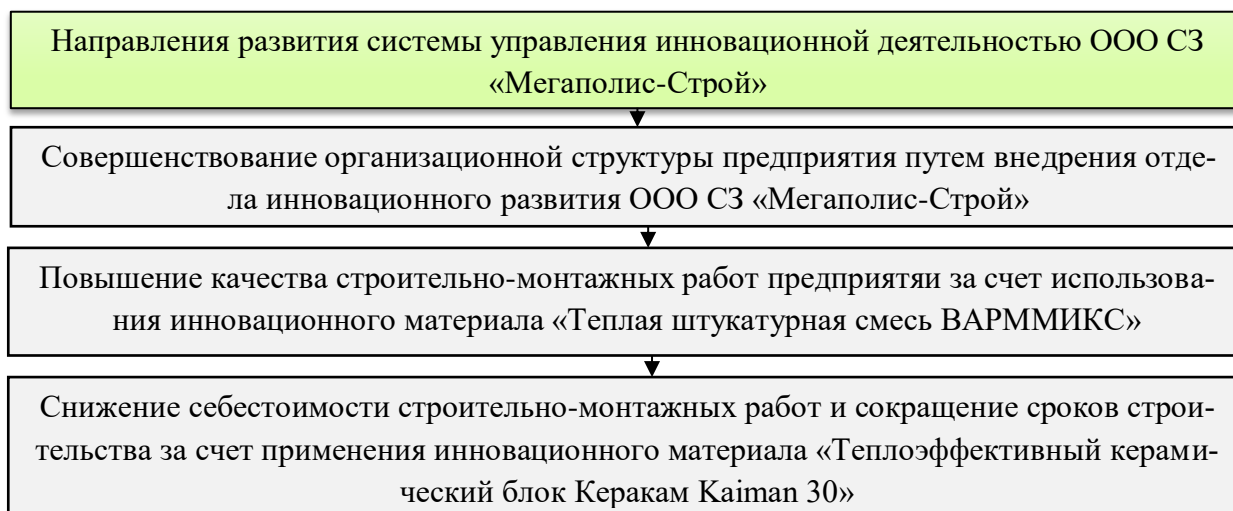 Направления развития системы управления инновационной деятельностью ООО СЗ
«Мегаполис-Строй»
Совершенствование организационной структуры предприятия путем внедрения отде-
ла инновационного развития ООО СЗ «Мегаполис-Строй»
Повышение качества строительно-монтажных работ предприятяи за счет использова-
ния инновационного материала «Теплая штукатурная смесь ВАРММИКС»
Снижение себестоимости строительно-монтажных работ и сокращение сроков строи-
тельства за счет применения инновационного материала «Теплоэффективный керами-
ческий блок Керакам Kaiman 30»